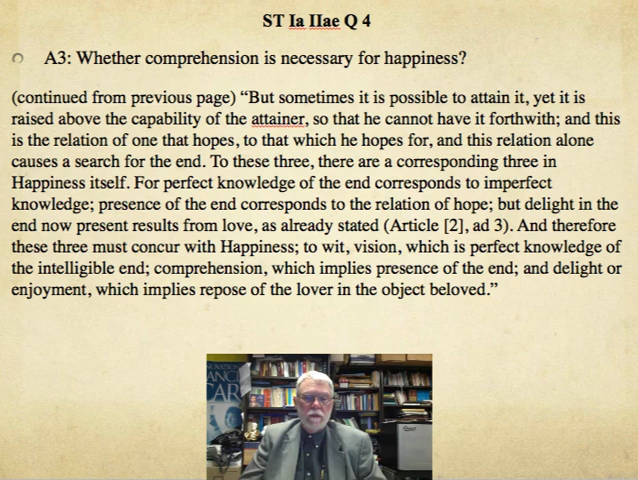 ST Ia IIae Q 4
A3: Whether comprehension is necessary for happiness?
(continued from previous page) “But sometimes it is possible to attain it, yet it is
raised above the capability of the attainer, so that he cannot have it forthwith; and this
is the relation of one that hopes, to that which he hopes for, and this relation alone
causes a search for the end. To these three, there are a corresponding three in
Happiness itself. For perfect knowledge of the end corresponds to imperfect
knowledge; presence of the end corresponds to the relation of hope; but delight in the
end now present results from love, as already stated (Article [2], ad 3). And therefore
these three must concur with Happiness; to wit, vision, which is perfect knowledge of
the intelligible end; comprehension, which implies presence of the end; and delight or
enjoyment, which implies repose of the lover in the object beloved.”